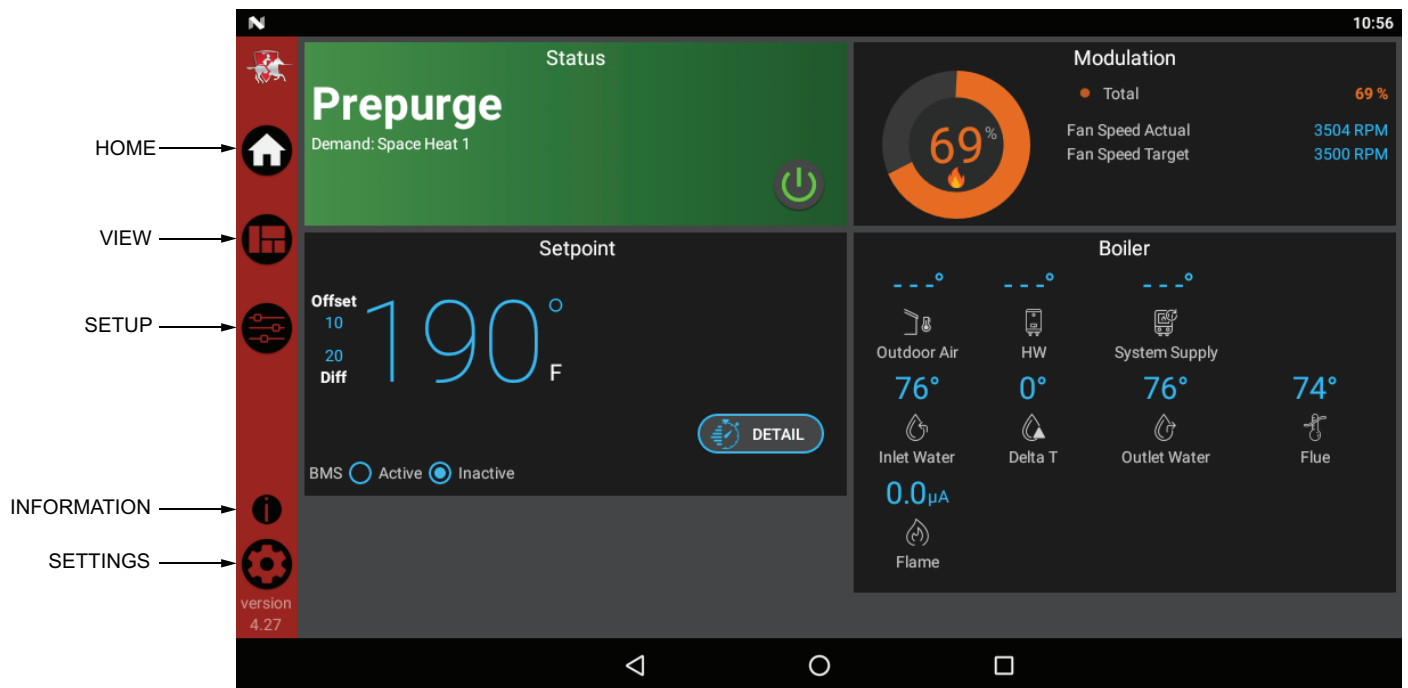 10:56
HOME
VIEW
SETUP
INFORMATION
SETTINGS
version
4.27
Status
Prepurge
Demand: Space Heat 1
Modulation
69%
Total 69 %
Fan Speed Actual 3504 RPM
Fan Speed Target 3500 RPM
Setpoint
Offset
10
20
Diff
190°
F
DETAIL
BMS Active Inactive
Boiler
---° ---° ---°
Outdoor Air HW System Supply
76° 0° 76° 74°
Inlet Water Delta T Outlet Water Flue
0.0µA
Flame